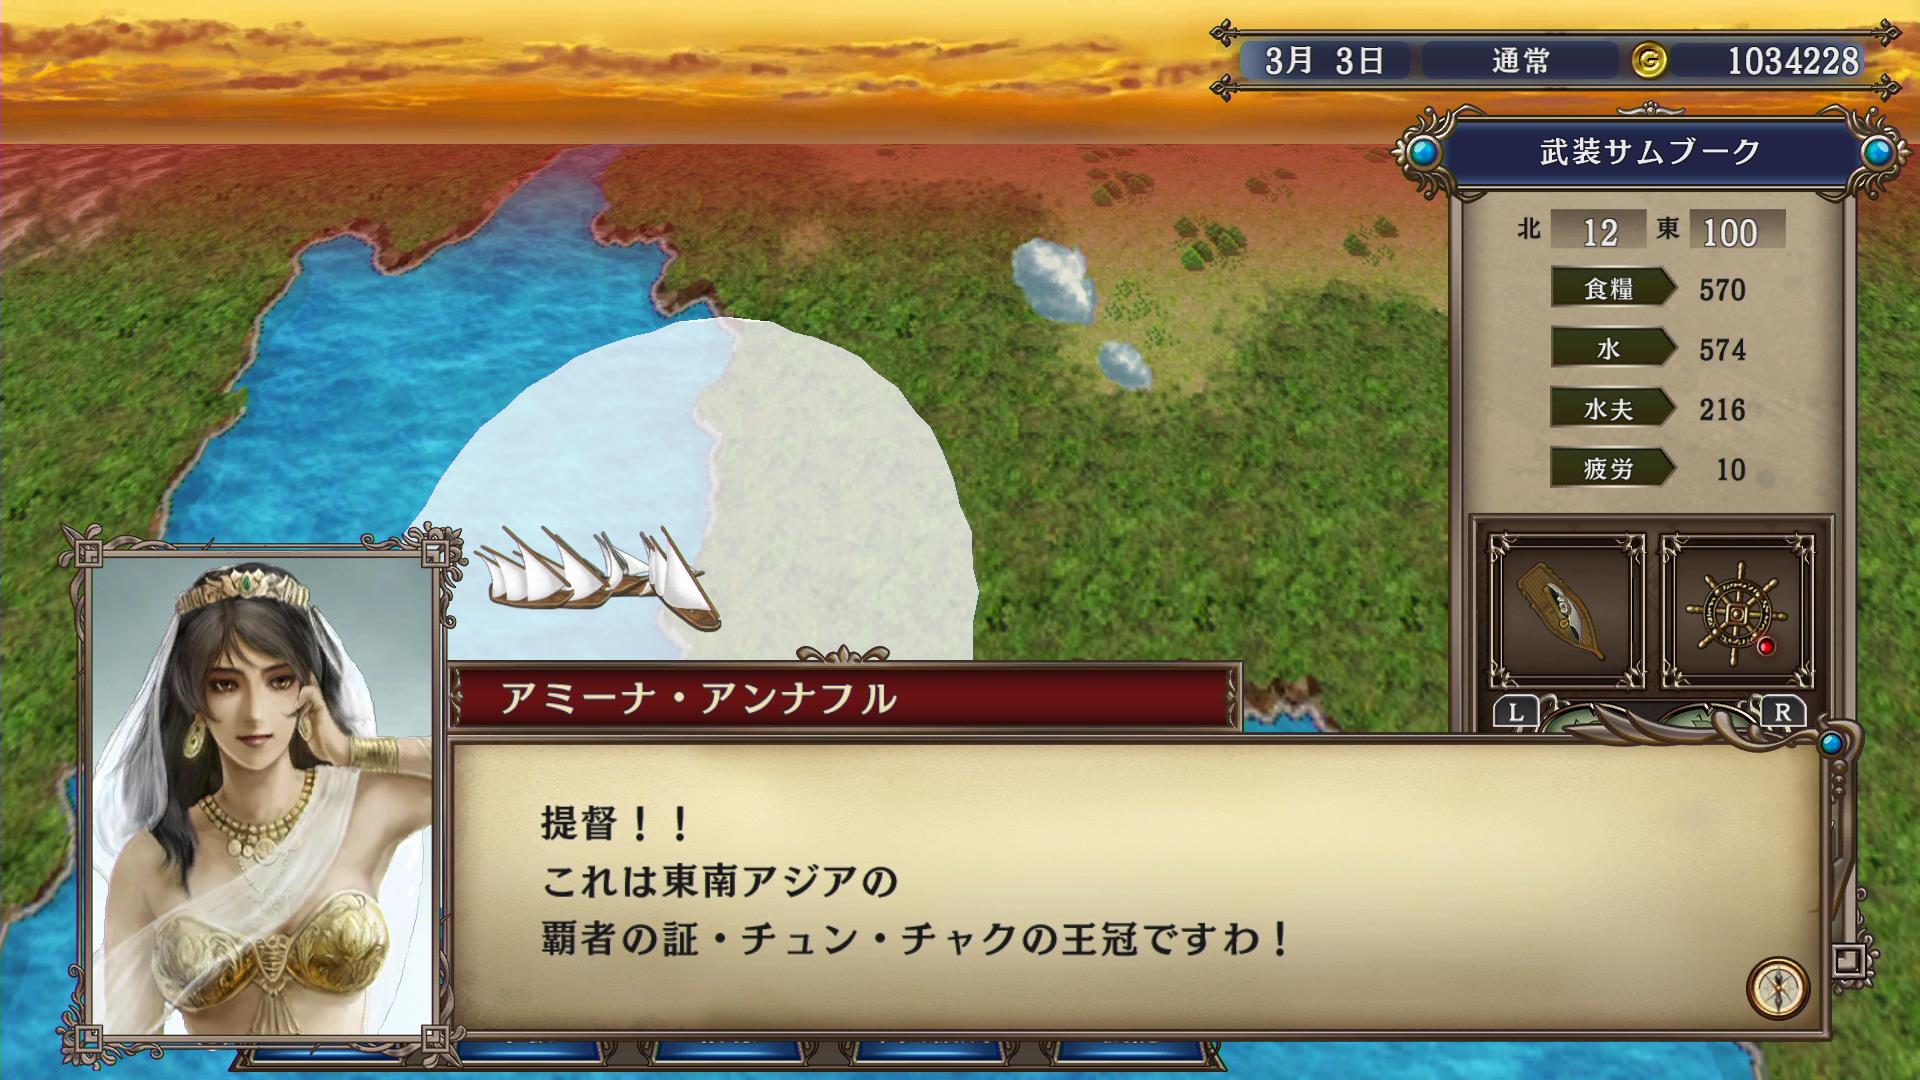 3月 3日 通常 G 1034228
武装サムブーク
北 12 東 100
食糧 570
水 574
水夫 216
疲労 10
L R
アミーナ・アンナフル
提督！！
これは東南アジアの
覇者の証・チュン・チャクの王冠ですわ！